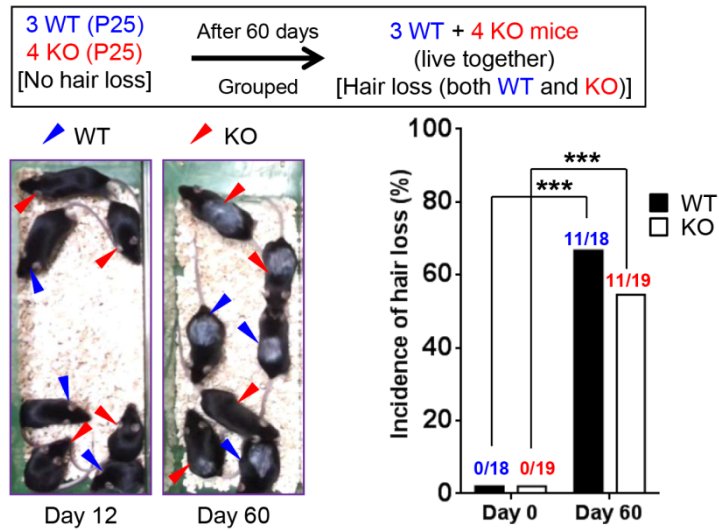 3 WT (P25)
4 KO (P25)
[No hair loss]
After 60 days
Grouped
3 WT + 4 KO mice
(live together)
[Hair loss (both WT and KO)]
WT
KO
Day 12
Day 60
Incidence of hair loss (%)
100
80
60
40
20
0
***
***
WT
KO
11/18
11/19
0/18
0/19
Day 0
Day 60